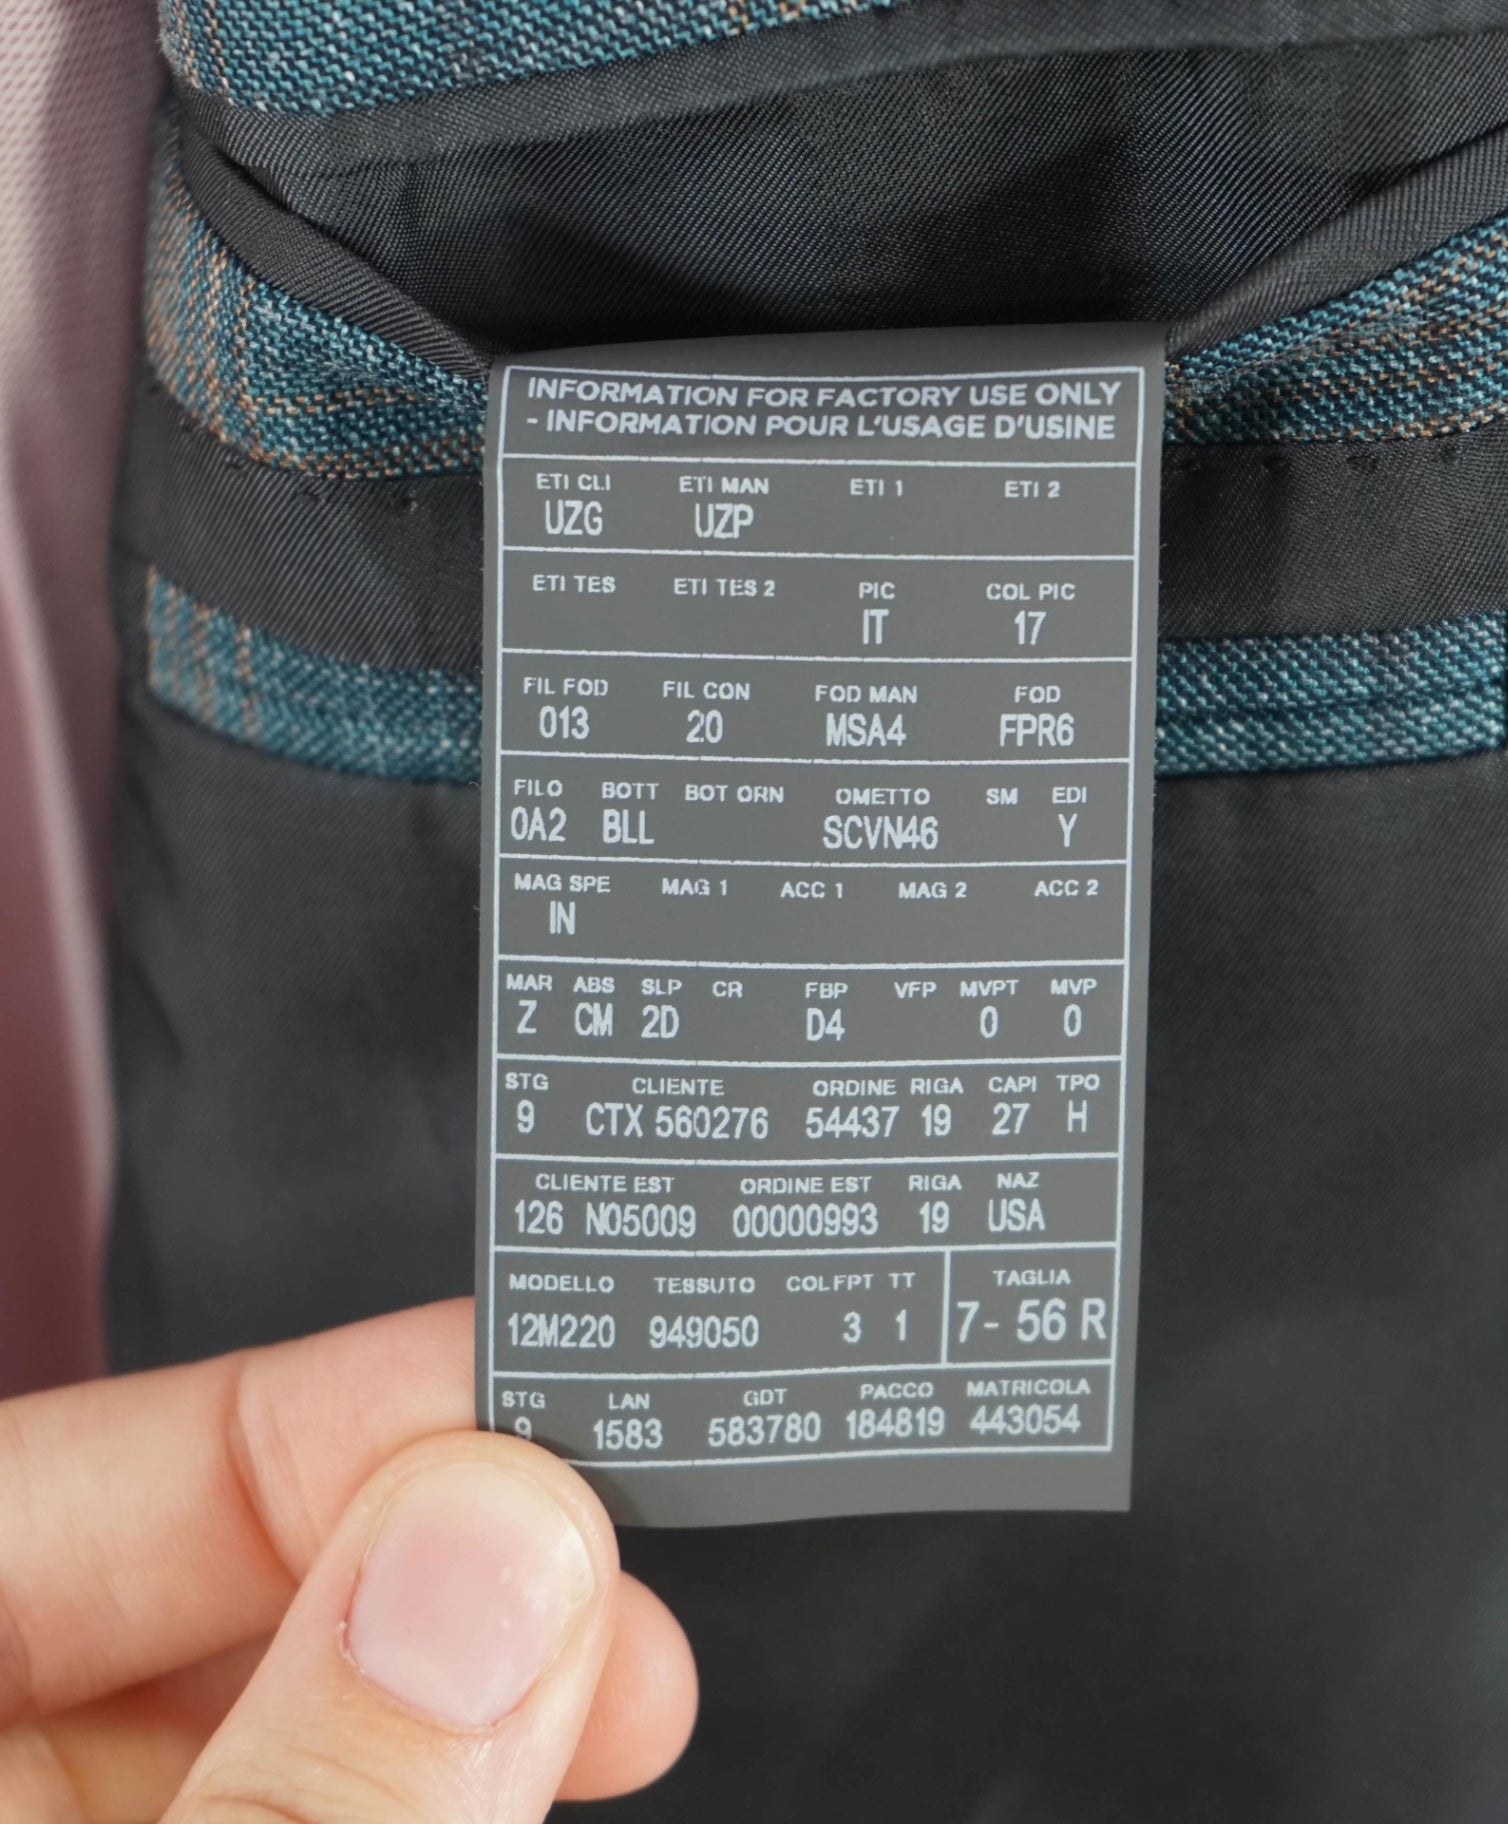 INFORMATION FOR FACTORY USE ONLY
- INFORMATION POUR L'USAGE D'USINE
ETI CLI ETI MAN ETI 1 ETI 2
UZG UZP
ETI TES ETI TES 2 PIC COL PIC
IT 17
FIL FOD FIL CON FOD MAN FOD
013 20 MSA4 FPR6
FILO BOTT BOT ORN OMETTO SM EDI
0A2 BLL SCVN46 Y
MAG SPE MAG 1 ACC 1 MAG 2 ACC 2
IN
MAR ABS SLP CR FBP VFP MVPT MVP
Z CM 2D D4 0 0
STG CLIENTE ORDINE RIGA CAPI TPO
9 CTX 560276 54437 19 27 H
CLIENTE EST ORDINE EST RIGA NAZ
126 N05009 00000993 19 USA
MODELLO TESSUTO COL FPT TT TAGLIA
12M220 949050 3 1 7- 56 R
STG LAN GDT PACCO MATRICOLA
9 1583 583780 184819 443054